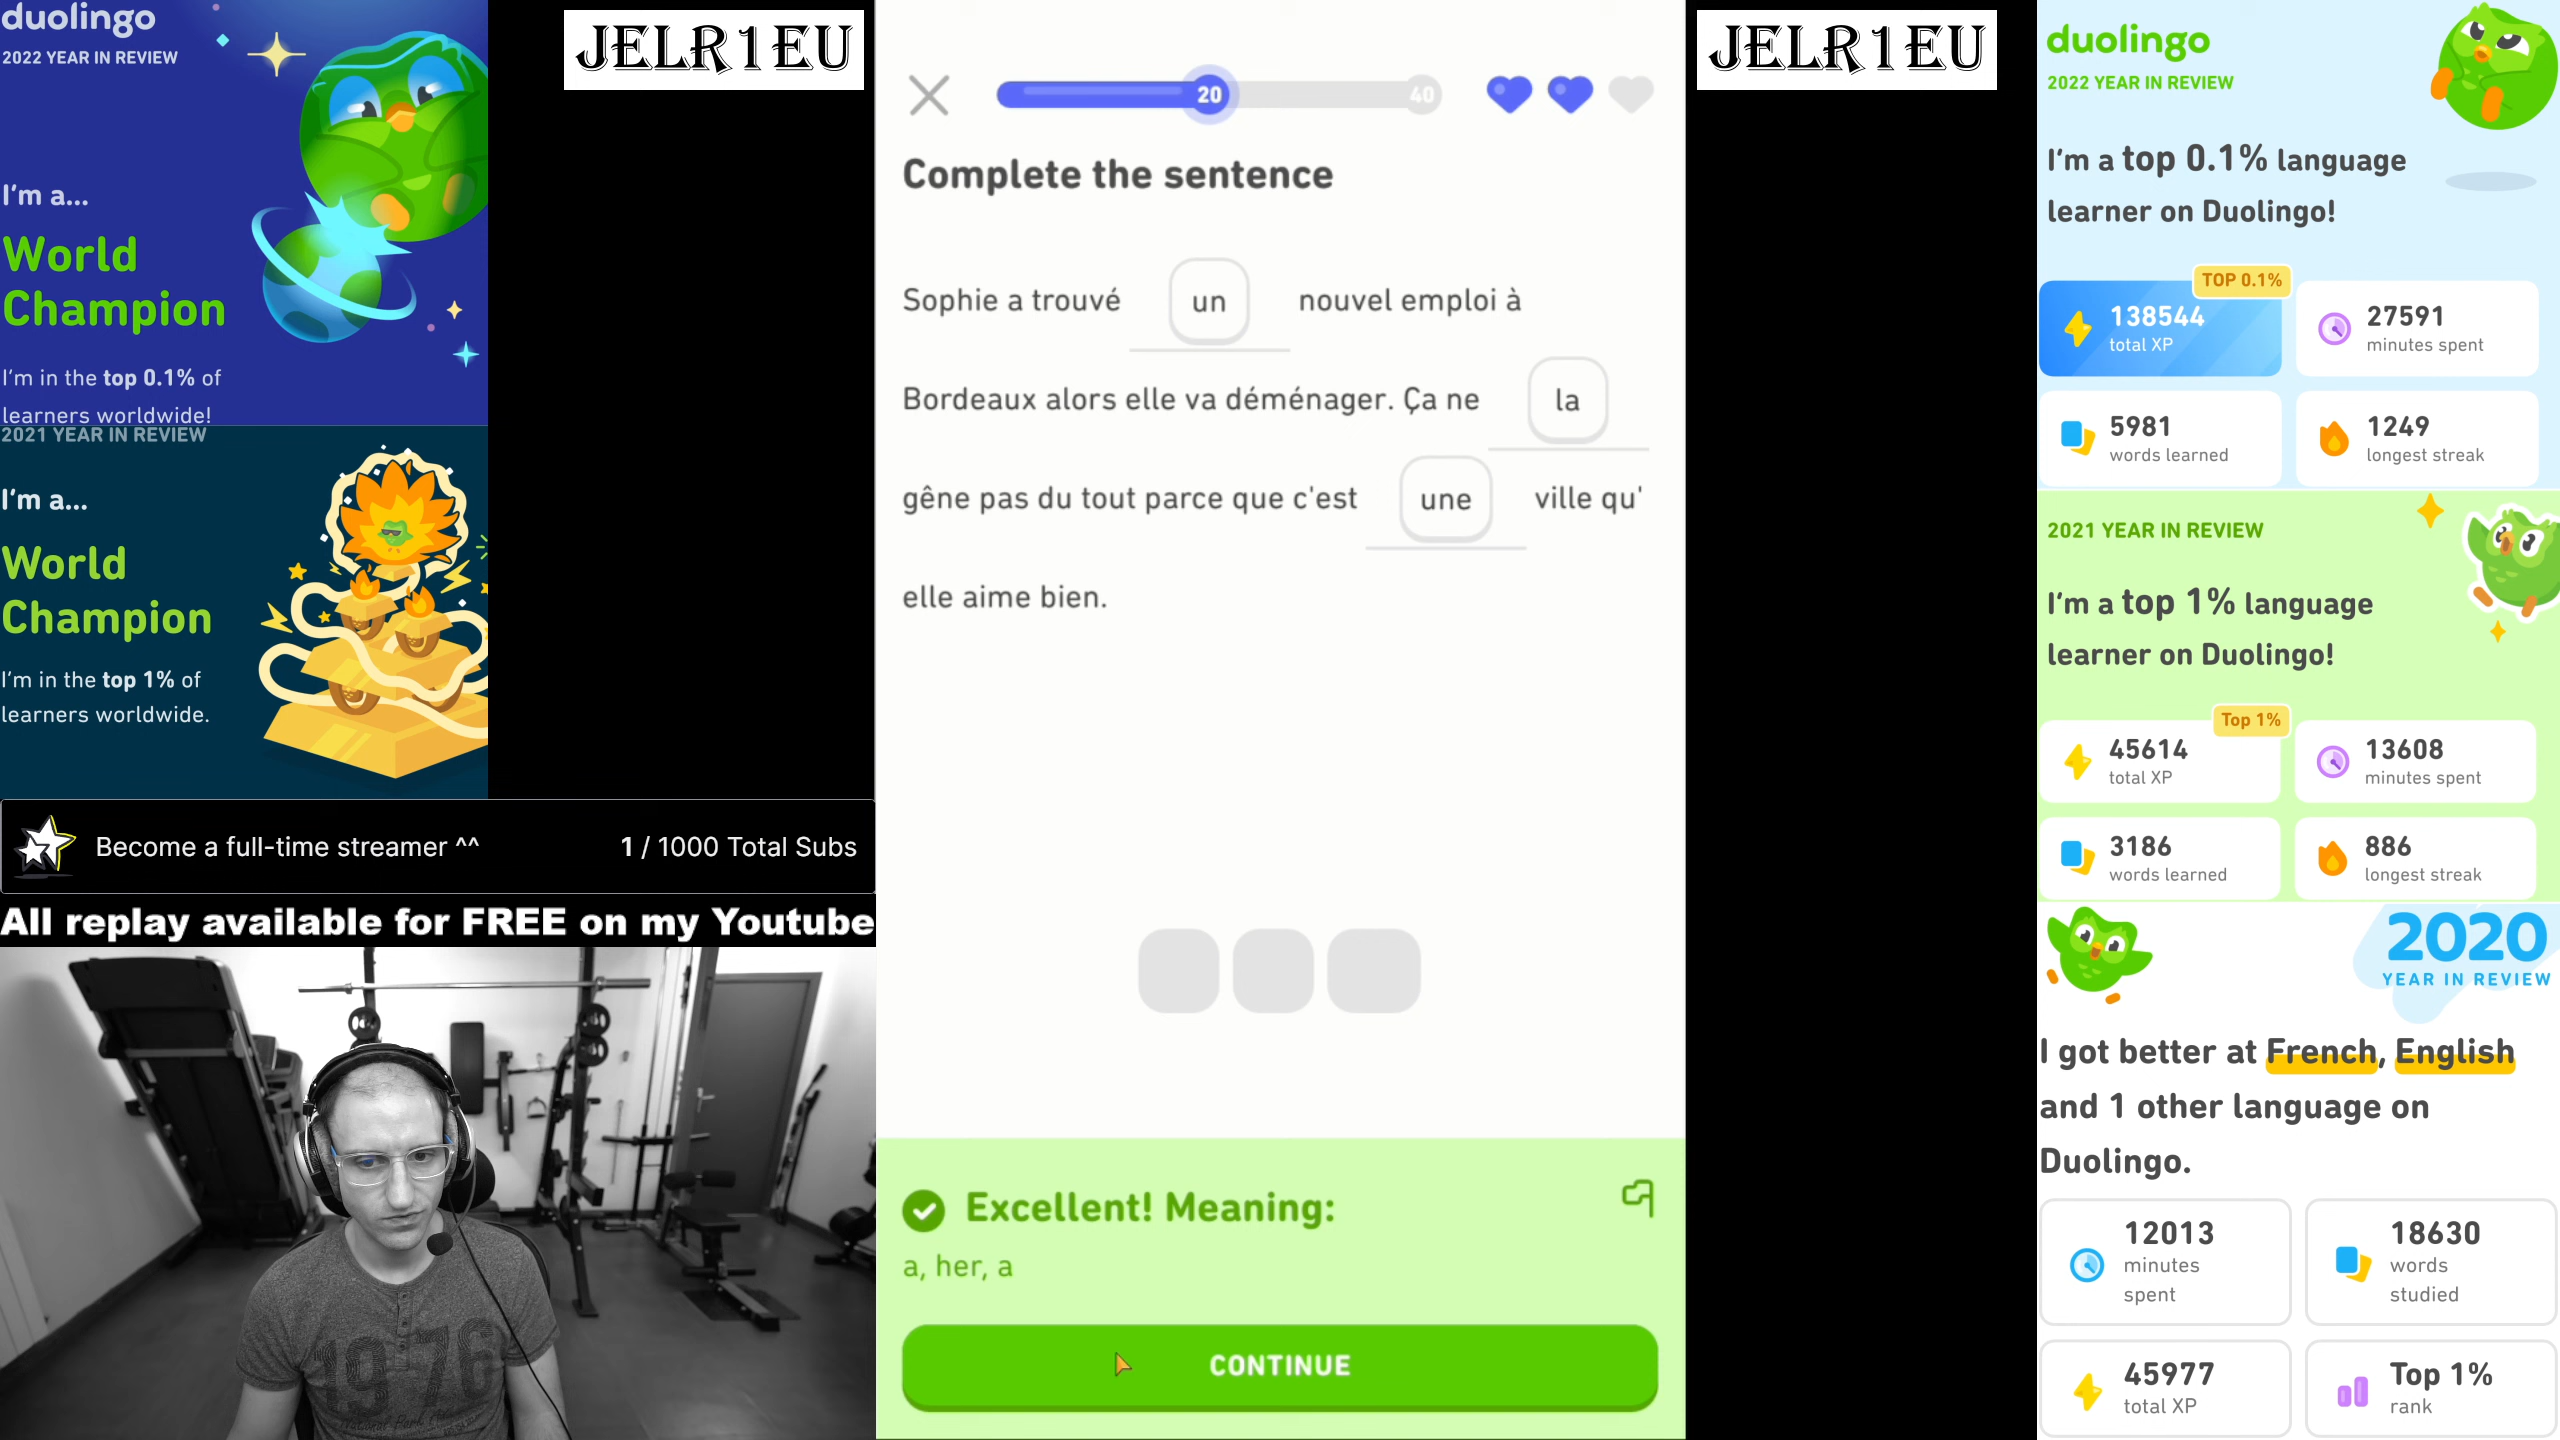 duolingo
2022 YEAR IN REVIEW
I'm a...
World
Champion
I'm in the top 0.1% of
learners worldwide!
2021 YEAR IN REVIEW
I'm a...
World
Champion
I'm in the top 1% of
learners worldwide.
Become a full-time streamer ^^ 1 / 1000 Total Subs
All replay available for FREE on my Youtube
1976
JELR1EU
20 40
Complete the sentence
Sophie a trouvé un nouvel emploi à
Bordeaux alors elle va déménager. Ça ne la
gêne pas du tout parce que c'est une ville qu'
elle aime bien.
Excellent! Meaning:
a, her, a
CONTINUE
JELR1EU
duolingo
2022 YEAR IN REVIEW
I'm a top 0.1% language
learner on Duolingo!
TOP 0.1%
138544
total XP
27591
minutes spent
5981
words learned
1249
longest streak
2021 YEAR IN REVIEW
I'm a top 1% language
learner on Duolingo!
Top 1%
45614
total XP
13608
minutes spent
3186
words learned
886
longest streak
2020
YEAR IN REVIEW
I got better at French, English
and 1 other language on
Duolingo.
12013
minutes
spent
18630
words
studied
45977
total XP
Top 1%
rank